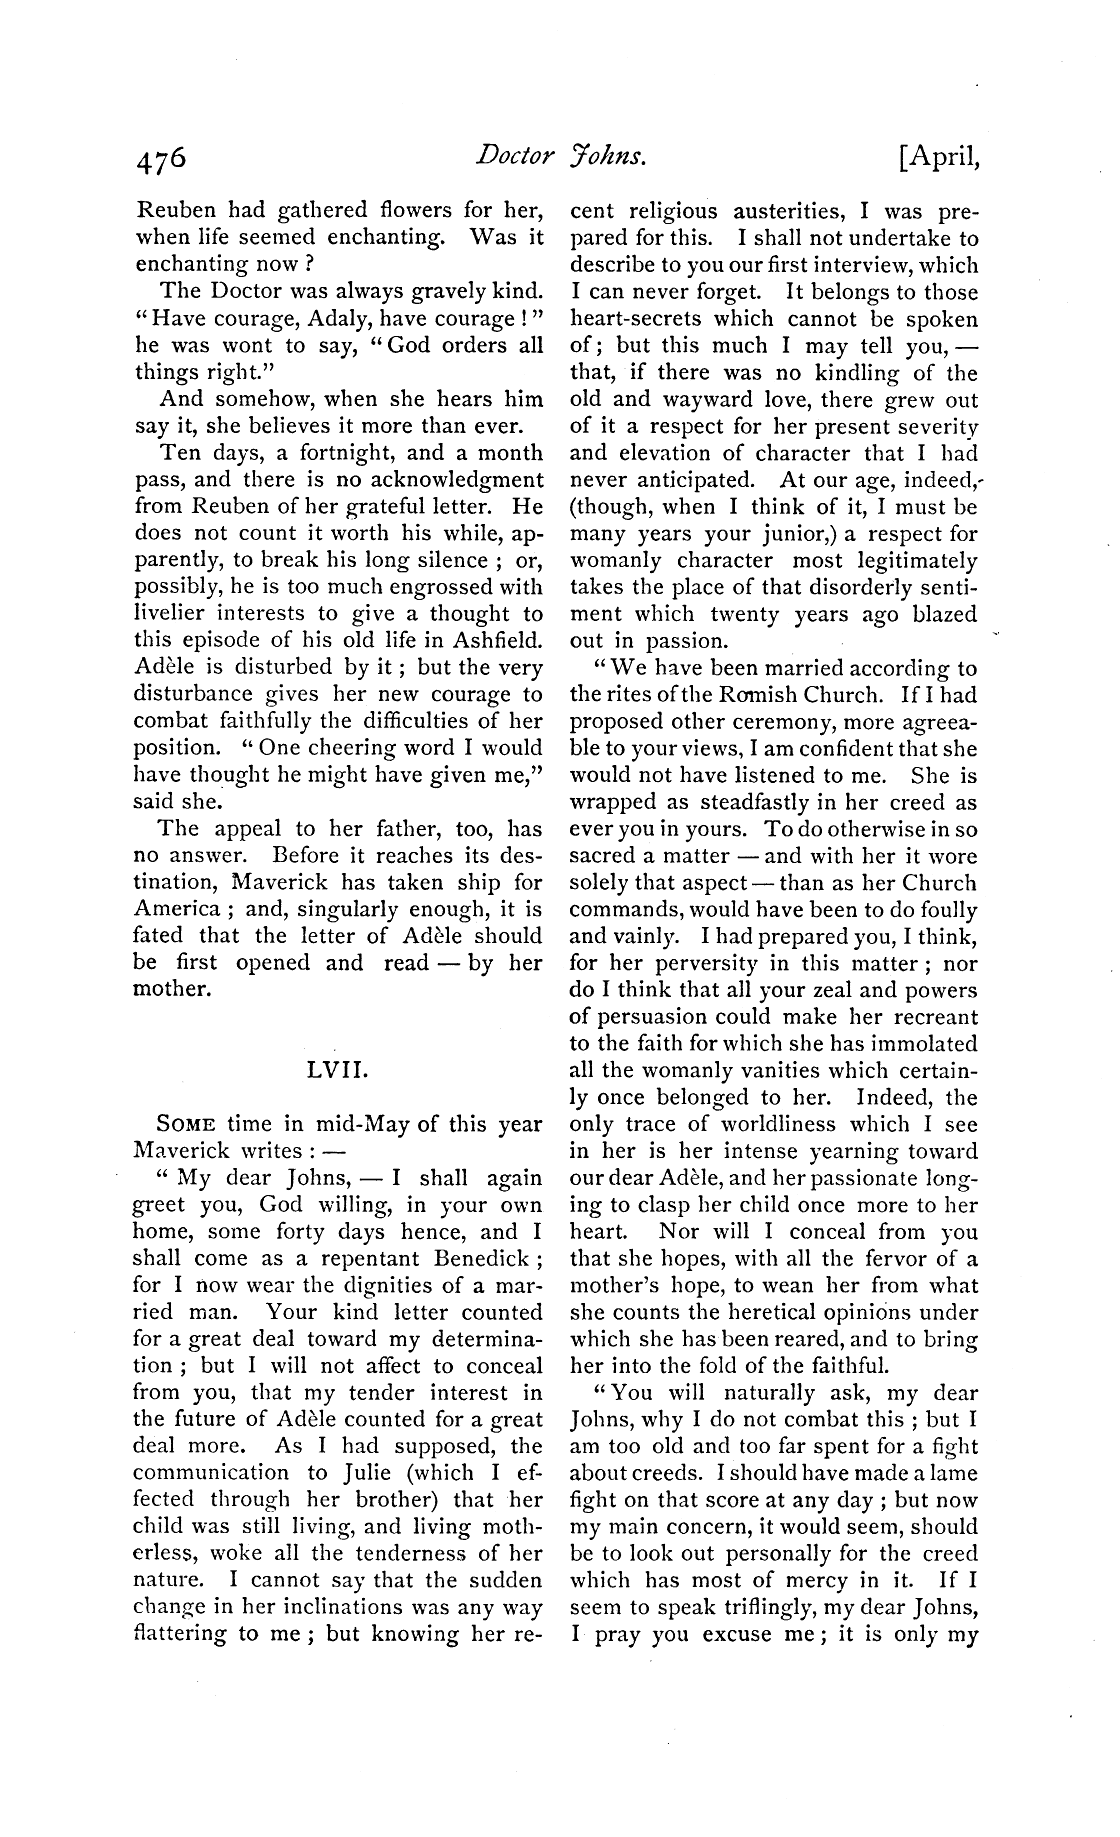 476 Doctor Johns. [April,
Reuben had gathered flowers for her,
when life seemed enchanting. Was it
enchanting now ?
The Doctor was always gravely kind.
“Have courage, Adaly, have courage !”
he was wont to say, “God orders all
things right.”
And somehow, when she hears him
say it, she believes it more than ever.
Ten days, a fortnight, and a month
pass, and there is no acknowledgment
from Reuben of her grateful letter. He
does not count it worth his while, ap-
parently, to break his long silence ; or,
possibly, he is too much engrossed with
livelier interests to give a thought to
this episode of his old life in Ashfield.
Adèle is disturbed by it ; but the very
disturbance gives her new courage to
combat faithfully the difficulties of her
position. “ One cheering word I would
have thought he might have given me,”
said she.
The appeal to her father, too, has
no answer. Before it reaches its des-
tination, Maverick has taken ship for
America ; and, singularly enough, it is
fated that the letter of Adèle should
be first opened and read — by her
mother.
LVII.
SOME time in mid-May of this year
Maverick writes : —
“ My dear Johns, — I shall again
greet you, God willing, in your own
home, some forty days hence, and I
shall come as a repentant Benedick ;
for I now wear the dignities of a mar-
ried man. Your kind letter counted
for a great deal toward my determina-
tion ; but I will not affect to conceal
from you, that my tender interest in
the future of Adèle counted for a great
deal more. As I had supposed, the
communication to Julie (which I ef-
fected through her brother) that her
child was still living, and living moth-
erless, woke all the tenderness of her
nature. I cannot say that the sudden
change in her inclinations was any way
flattering to me ; but knowing her re-
cent religious austerities, I was pre-
pared for this. I shall not undertake to
describe to you our first interview, which
I can never forget. It belongs to those
heart-secrets which cannot be spoken
of ; but this much I may tell you, —
that, if there was no kindling of the
old and wayward love, there grew out
of it a respect for her present severity
and elevation of character that I had
never anticipated. At our age, indeed,
(though, when I think of it, I must be
many years your junior,) a respect for
womanly character most legitimately
takes the place of that disorderly senti-
ment which twenty years ago blazed
out in passion.
“We have been married according to
the rites of the Romish Church. If I had
proposed other ceremony, more agreea-
ble to your views, I am confident that she
would not have listened to me. She is
wrapped as steadfastly in her creed as
ever you in yours. To do otherwise in so
sacred a matter — and with her it wore
solely that aspect — than as her Church
commands, would have been to do foully
and vainly. I had prepared you, I think,
for her perversity in this matter ; nor
do I think that all your zeal and powers
of persuasion could make her recreant
to the faith for which she has immolated
all the womanly vanities which certain-
ly once belonged to her. Indeed, the
only trace of worldliness which I see
in her is her intense yearning toward
our dear Adèle, and her passionate long-
ing to clasp her child once more to her
heart. Nor will I conceal from you
that she hopes, with all the fervor of a
mother’s hope, to wean her from what
she counts the heretical opinions under
which she has been reared, and to bring
her into the fold of the faithful.
“You will naturally ask, my dear
Johns, why I do not combat this ; but I
am too old and too far spent for a fight
about creeds. I should have made a lame
fight on that score at any day ; but now
my main concern, it would seem, should
be to look out personally for the creed
which has most of mercy in it. If I
seem to speak triflingly, my dear Johns,
I pray you excuse me ; it is only my